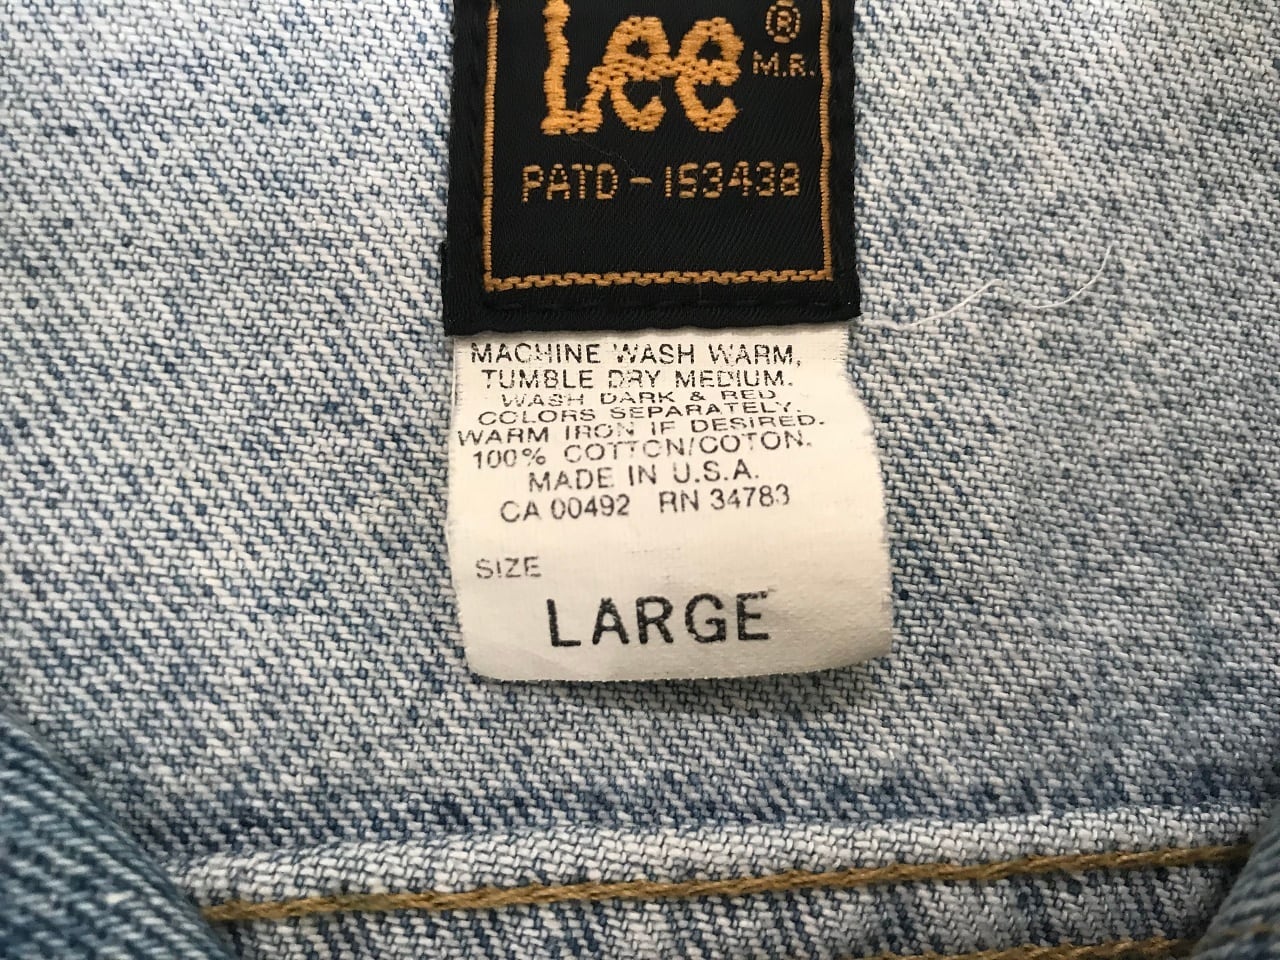 Lee ®
M.R.
PATD-153438
MACHINE WASH WARM,
TUMBLE DRY MEDIUM.
WASH DARK & RED
COLORS SEPARATELY.
WARM IRON IF DESIRED.
100% COTTON/COTON.
MADE IN U.S.A.
CA 00492 RN 34783
SIZE
LARGE